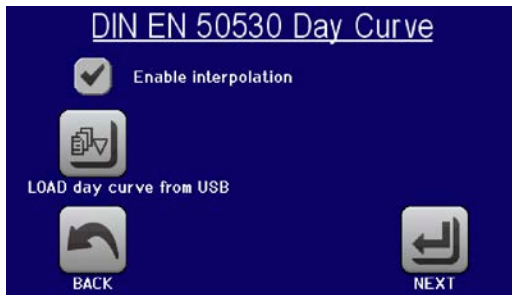 DIN EN 50530 Day Curve
Enable interpolation
LOAD day curve from USB
BACK
NEXT